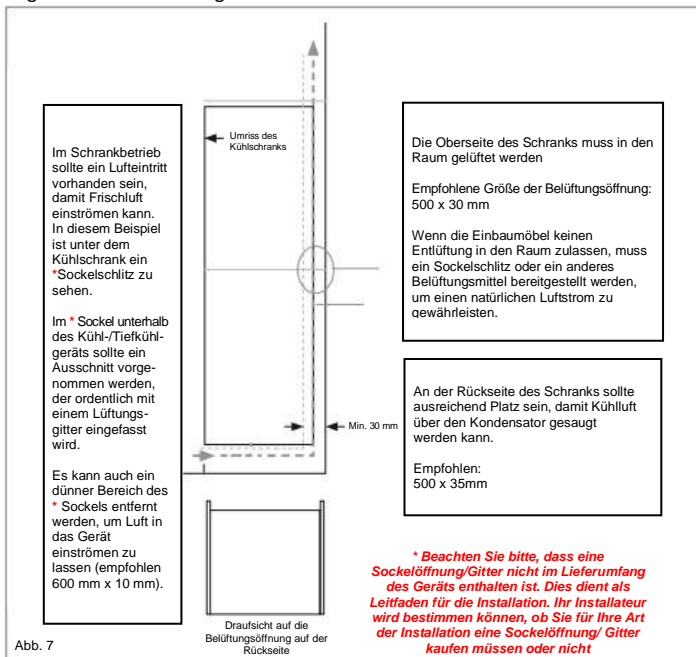 Im Schrankbetrieb
sollte ein Lufteintritt
vorhanden sein,
damit Frischluft
einströmen kann.
In diesem Beispiel
ist unter dem
Kühlschrank ein
*Sockelschlitz zu
sehen.
Im * Sockel unterhalb
des Kühl-/Tiefkühl-
geräts sollte ein
Ausschnitt vorge-
nommen werden,
der ordentlich mit
einem Lüftungs-
gitter eingefasst
wird.
Es kann auch ein
dünner Bereich des
* Sockels entfernt
werden, um Luft in
das Gerät
einströmen zu
lassen (empfohlen
600 mm x 10 mm).
Umriss des
Kühlschranks
Min. 30 mm
Die Oberseite des Schranks muss in den
Raum gelüftet werden
Empfohlene Größe der Belüftungsöffnung:
500 x 30 mm
Wenn die Einbaumöbel keinen
Entlüftung in den Raum zulassen, muss
ein Sockelschlitz oder ein anderes
Belüftungsmittel bereitgestellt werden,
um einen natürlichen Luftstrom zu
gewährleisten.
An der Rückseite des Schranks sollte
ausreichend Platz sein, damit Kühlluft
über den Kondensator gesaugt
werden kann.
Empfohlen:
500 x 35mm
* Beachten Sie bitte, dass eine
Sockelöffnung/Gitter nicht im Lieferumfang
des Geräts enthalten ist. Dies dient als
Leitfaden für die Installation. Ihr Installateur
wird bestimmen können, ob Sie für Ihre Art
der Installation eine Sockelöffnung/ Gitter
kaufen müssen oder nicht
Draufsicht auf die
Belüftungsöffnung auf der
Rückseite
Abb. 7